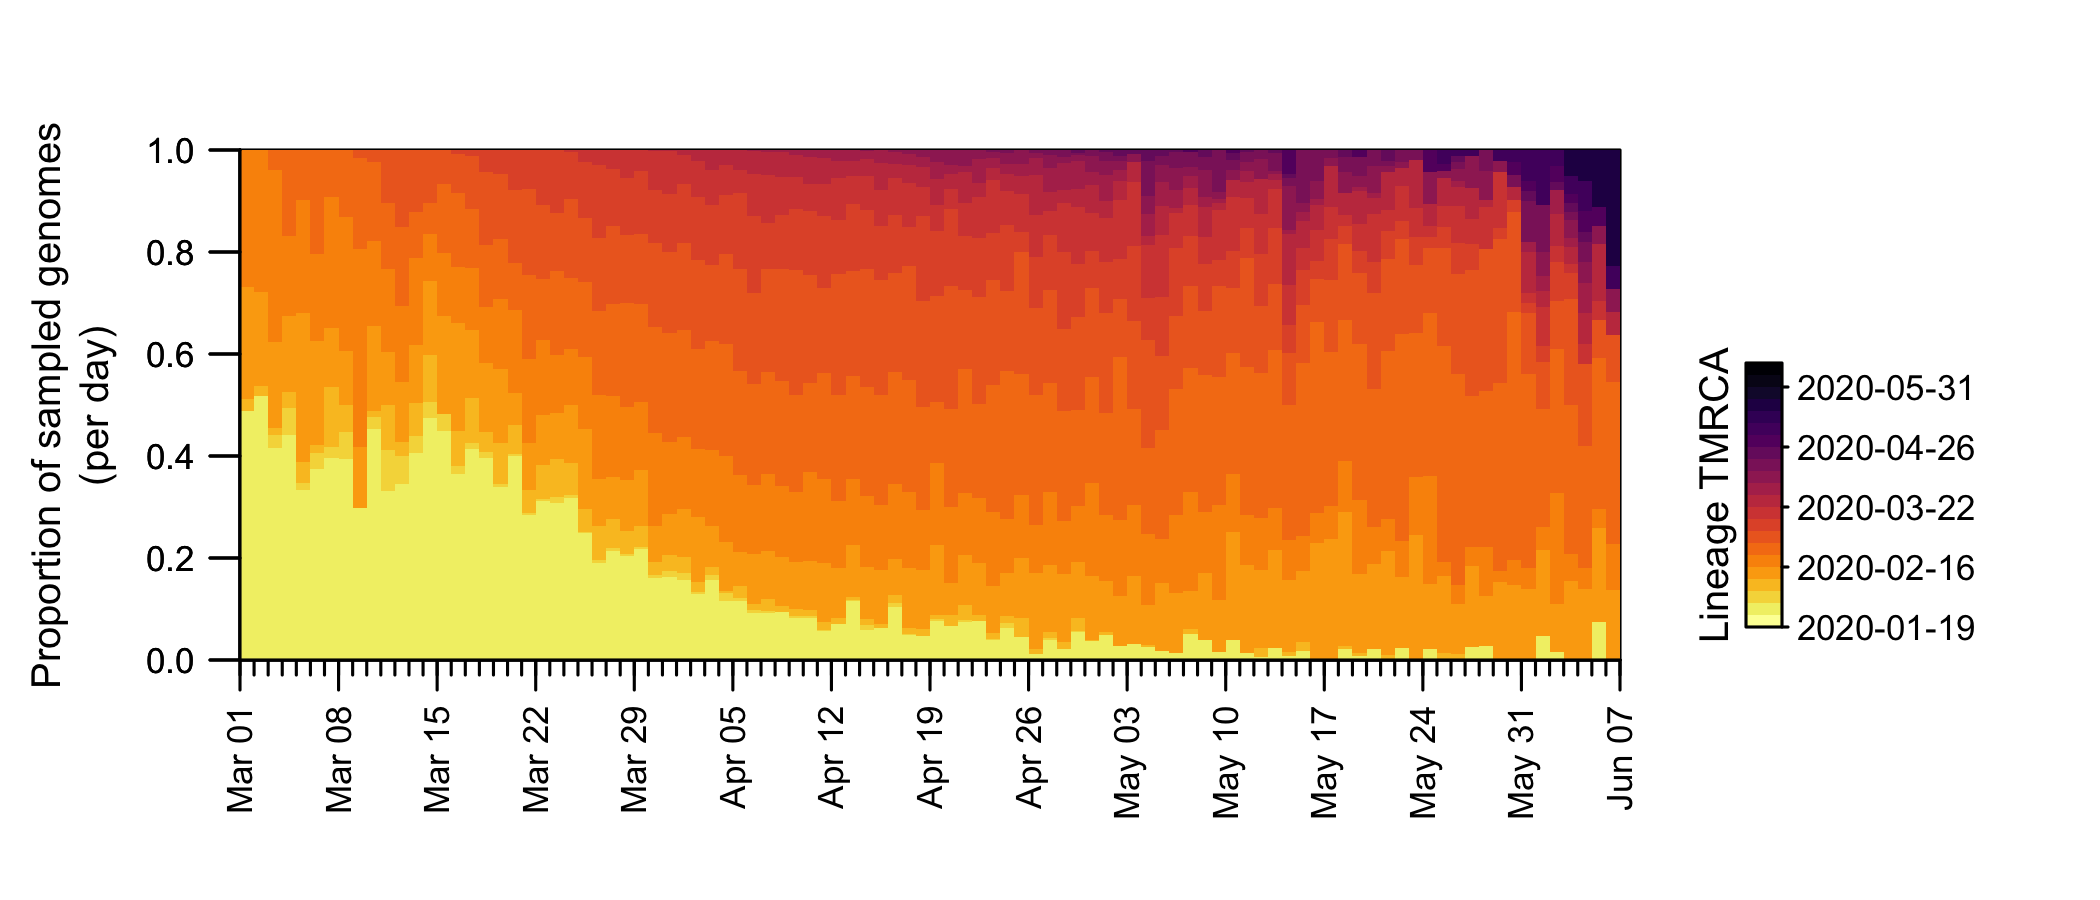 Proportion of sampled genomes
(per day)
1.0
0.8
0.6
0.4
0.2
0.0
Mar 01
Mar 08
Mar 15
Mar 22
Mar 29
Apr 05
Apr 12
Apr 19
Apr 26
May 03
May 10
May 17
May 24
May 31
Jun 07
Lineage TMRCA
2020-05-31
2020-04-26
2020-03-22
2020-02-16
2020-01-19